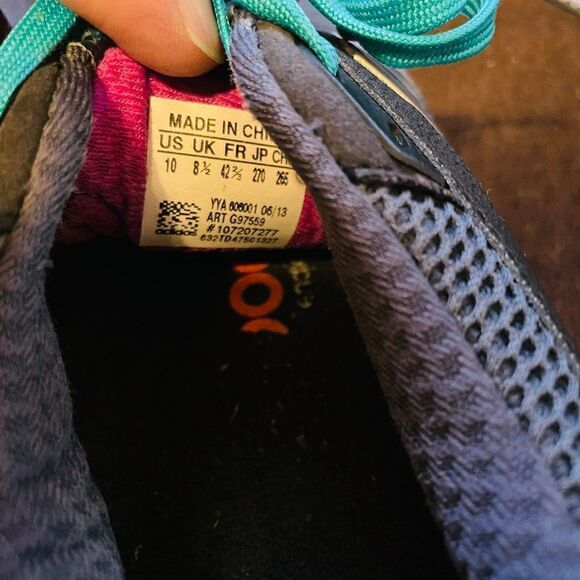 MADE IN CHI
US UK FR JP CH
10 8½ 42⅔ 270 265
YYA 606001 06/13
ART G97559
#107207277
adidas